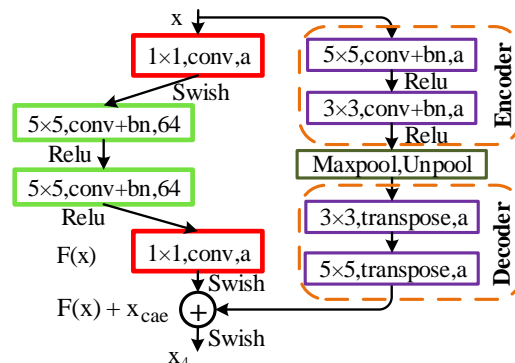 x
1×1,conv,a
Swish
5×5,conv+bn,64
Relu
5×5,conv+bn,64
Relu
F(x)
1×1,conv,a
Swish
F(x) + x_cae
+
Swish
x_4
5×5,conv+bn,a
Relu
3×3,conv+bn,a
Relu
Encoder
Maxpool,Unpool
3×3,transpose,a
5×5,transpose,a
Decoder